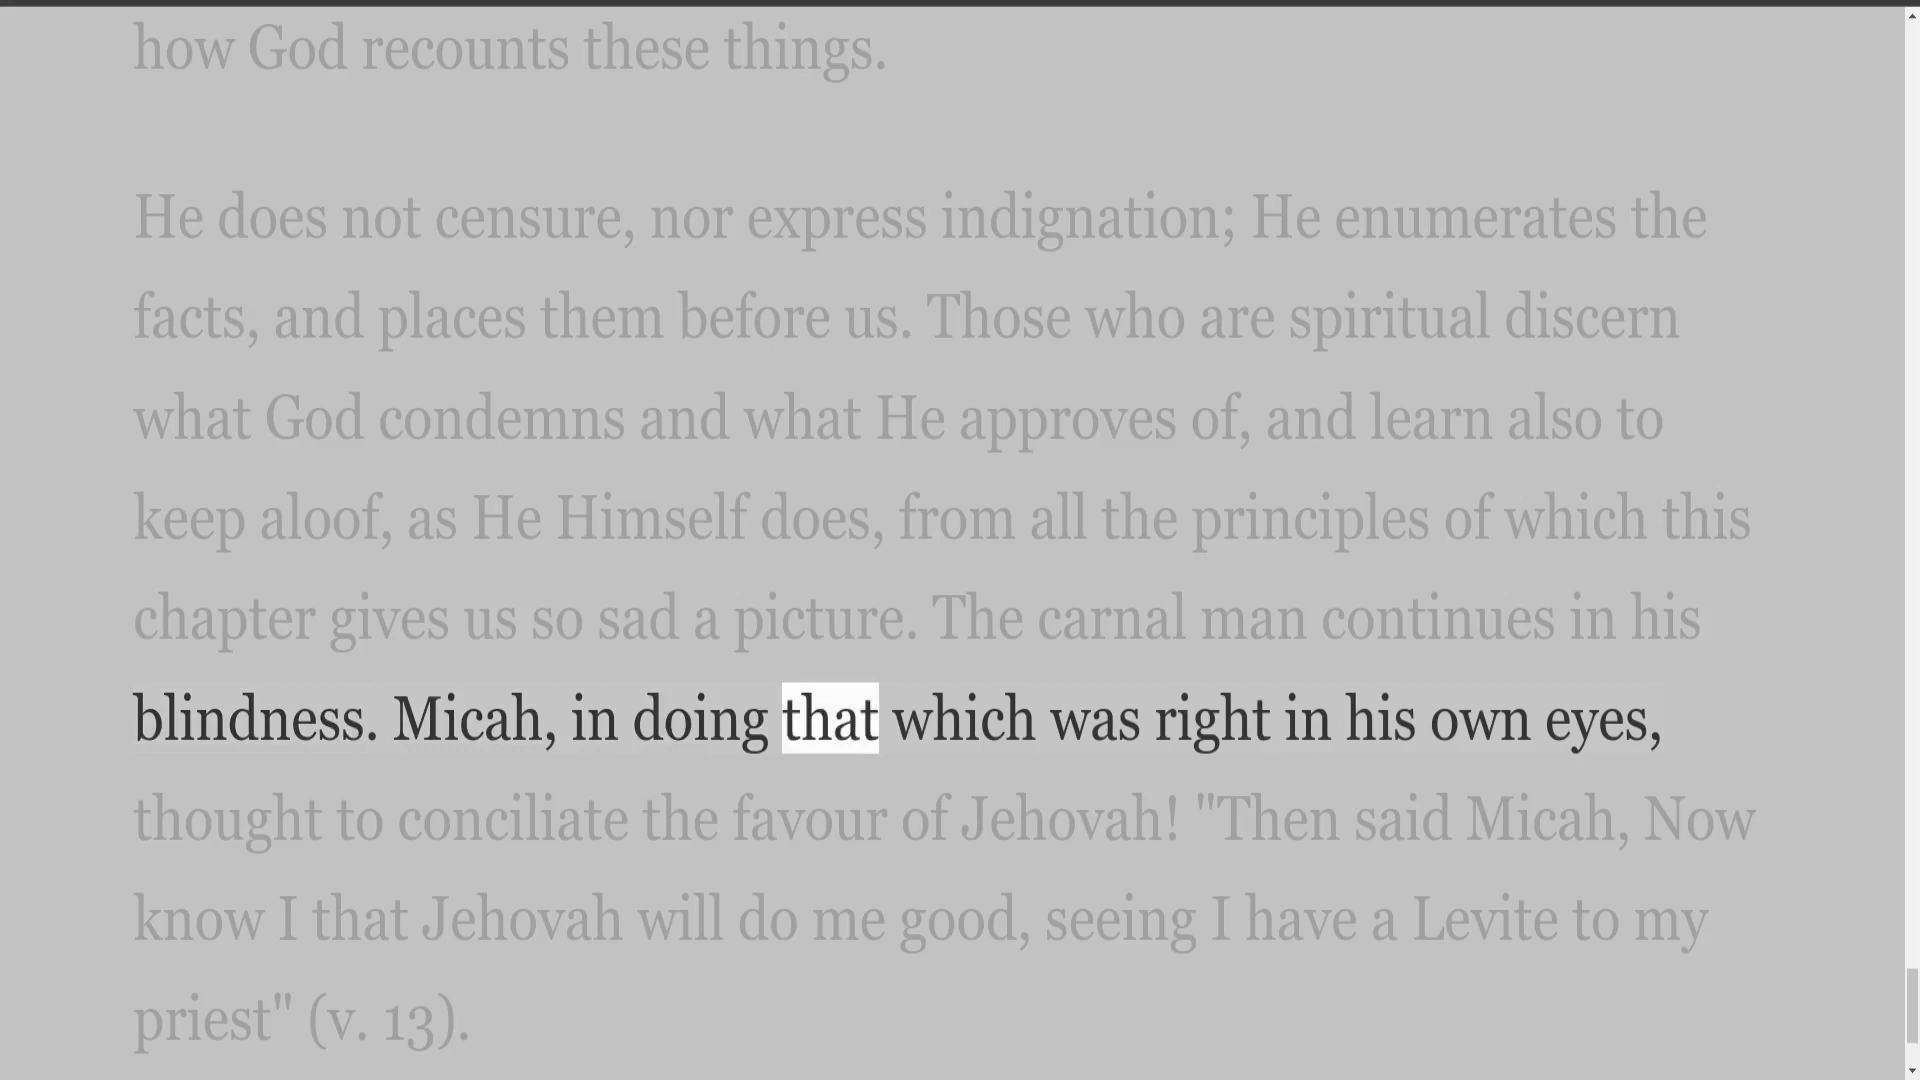 how God recounts these things.
He does not censure, nor express indignation; He enumerates the
facts, and places them before us. Those who are spiritual discern
what God condemns and what He approves of, and learn also to
keep aloof, as He Himself does, from all the principles of which this
chapter gives us so sad a picture. The carnal man continues in his
blindness. Micah, in doing that which was right in his own eyes,
thought to conciliate the favour of Jehovah! "Then said Micah, Now
know I that Jehovah will do me good, seeing I have a Levite to my
priest" (v. 13).